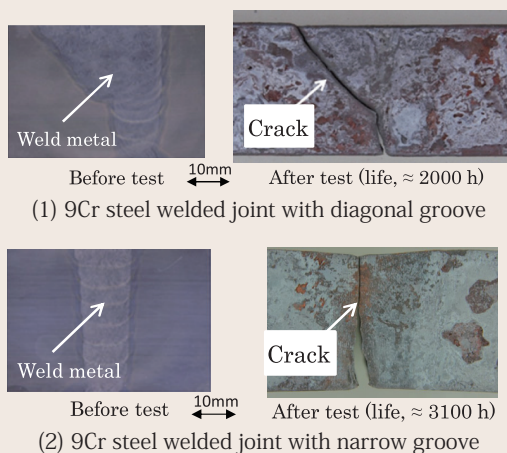 Weld metal
Crack
Before test
10mm
After test (life, ≈ 2000 h)
(1) 9Cr steel welded joint with diagonal groove
Weld metal
Crack
Before test
10mm
After test (life, ≈ 3100 h)
(2) 9Cr steel welded joint with narrow groove